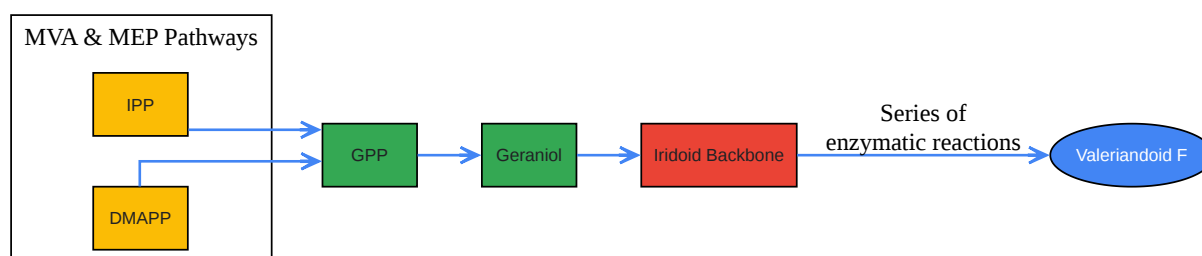 MVA & MEP Pathways
IPP
DMAPP
GPP
Geraniol
Iridoid Backbone
Series of
enzymatic reactions
Valeriandoid F